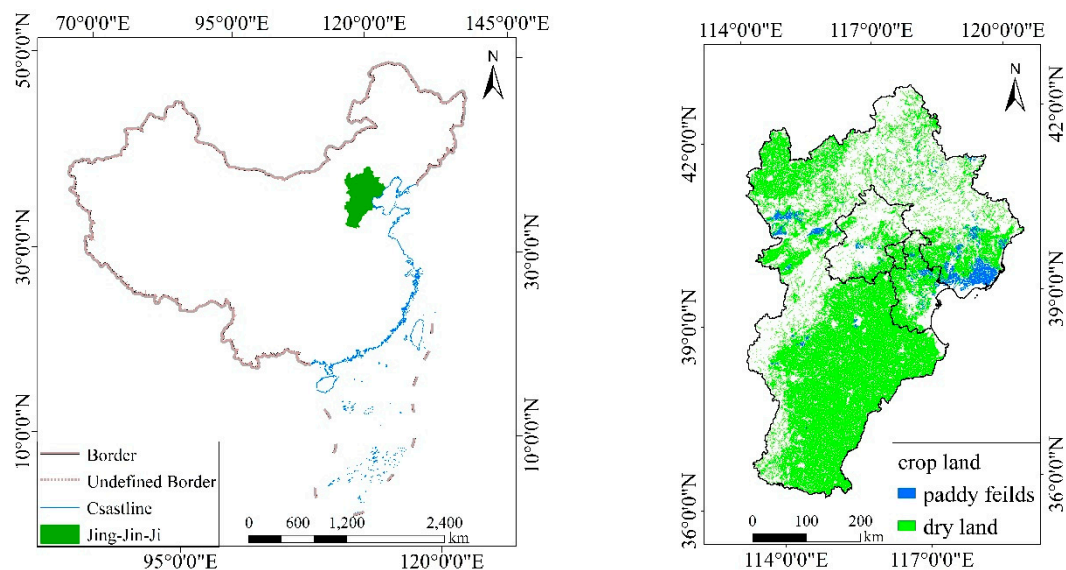 70°0'0"E 95°0'0"E 120°0'0"E 145°0'0"E
50°0'0"N
30°0'0"N
10°0'0"N
N
30°0'0"N
10°0'0"N
Border
Undefined Border
Csastline
Jing-Jin-Ji
0 600 1,200 2,400
km
95°0'0"E 120°0'0"E
114°0'0"E 117°0'0"E 120°0'0"E
42°0'0"N
39°0'0"N
36°0'0"N
N
42°0'0"N
39°0'0"N
36°0'0"N
crop land
paddy feilds
dry land
0 100 200
km
114°0'0"E 117°0'0"E